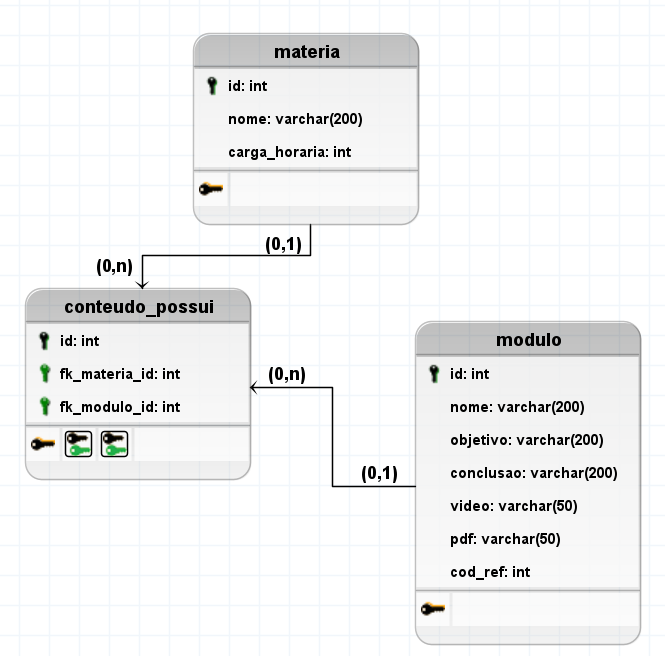 materia
id: int
nome: varchar(200)
carga_horaria: int
(0,1)
(0,n)
conteudo_possui
id: int
fk_materia_id: int
fk_modulo_id: int
(0,n)
(0,1)
modulo
id: int
nome: varchar(200)
objetivo: varchar(200)
conclusao: varchar(200)
video: varchar(50)
pdf: varchar(50)
cod_ref: int